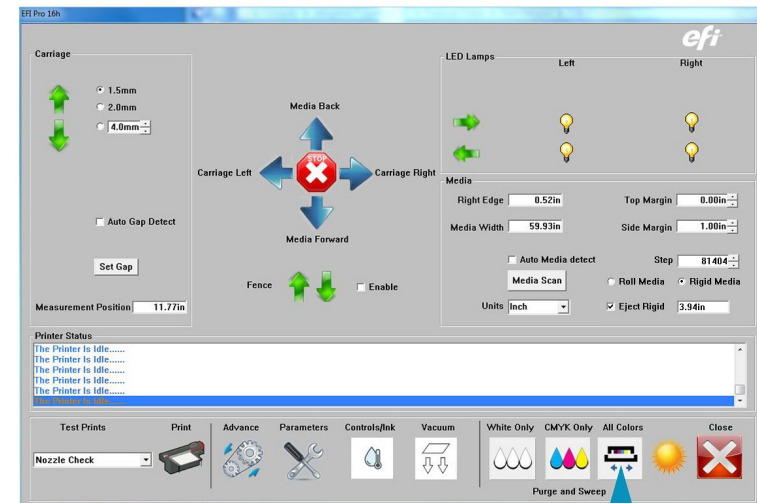 EFI Pro 16h
efi
Carriage
1.5mm
2.0mm
4.0mm
Auto Gap Detect
Set Gap
Measurement Position 11.77in
Media Back
Carriage Left STOP Carriage Right
Media Forward
Fence Enable
LED Lamps
Left Right
Media
Right Edge 0.52in Top Margin 0.00in
Media Width 59.93in Side Margin 1.00in
Auto Media detect Step 81404
Media Scan Roll Media Rigid Media
Units Inch Eject Rigid 3.94in
Printer Status
The Printer Is Idle......
The Printer Is Idle......
The Printer Is Idle......
The Printer Is Idle......
The Printer Is Idle......
The Printer Is Idle......
Test Prints Print Advance Parameters Controls/Ink Vacuum White Only CMYK Only All Colors Close
Nozzle Check
Purge and Sweep